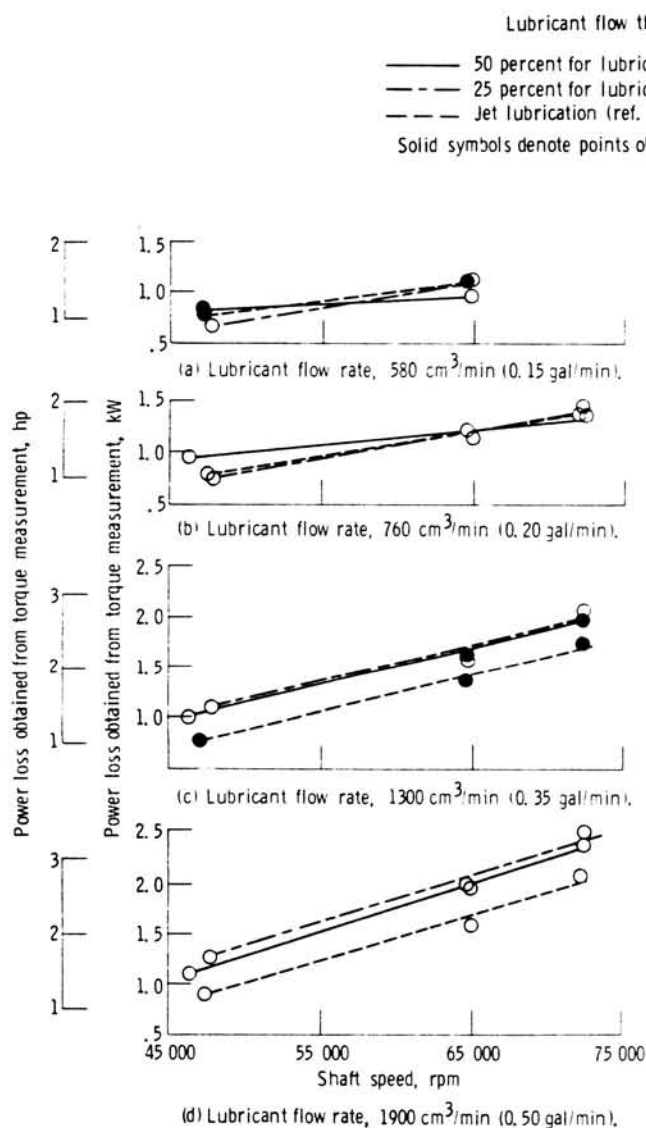 Lubricant flow th
50 percent for lubric
25 percent for lubric
Jet lubrication (ref.
Solid symbols denote points o
Power loss obtained from torque measurement, hp
Power loss obtained from torque measurement, kW
2
1
1.5
1.0
.5
(a) Lubricant flow rate, 580 cm³/min (0.15 gal/min).
2
1
1.5
1.0
.5
(b) Lubricant flow rate, 760 cm³/min (0.20 gal/min).
3
2
1
2.5
2.0
1.5
1.0
(c) Lubricant flow rate, 1300 cm³/min (0.35 gal/min).
3
2
1
2.5
2.0
1.5
1.0
.5
45 000 55 000 65 000 75 000
Shaft speed, rpm
(d) Lubricant flow rate, 1900 cm³/min (0.50 gal/min).